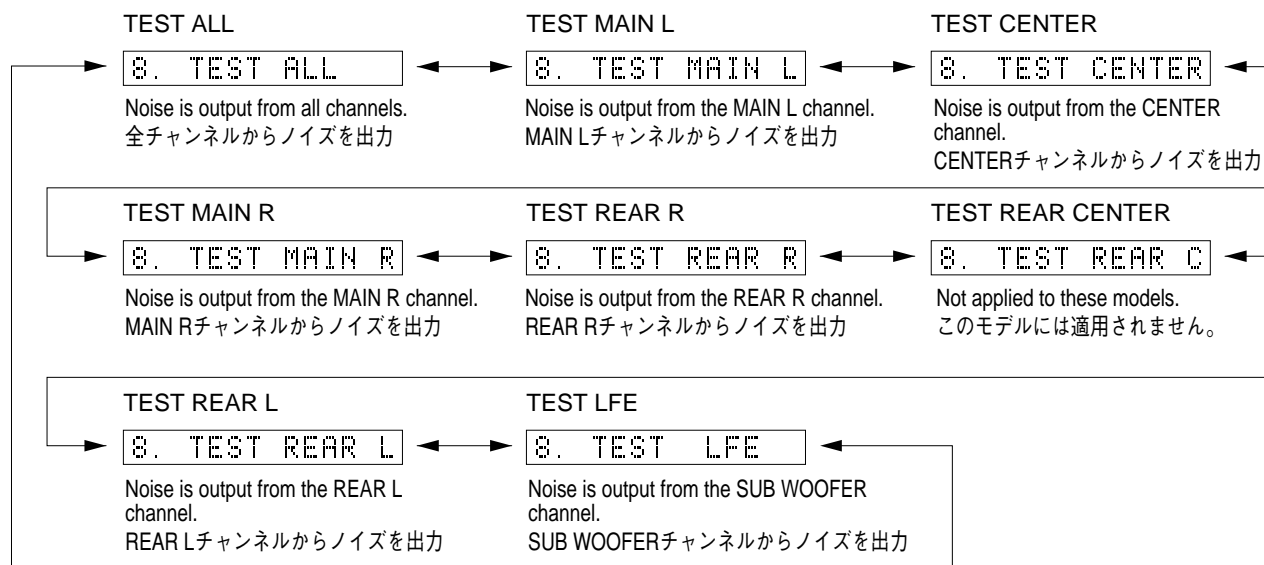 TEST ALL
8. TEST ALL
Noise is output from all channels.
全チャンネルからノイズを出力
TEST MAIN L
8. TEST MAIN L
Noise is output from the MAIN L channel.
MAIN Lチャンネルからノイズを出力
TEST CENTER
8. TEST CENTER
Noise is output from the CENTER
channel.
CENTERチャンネルからノイズを出力
TEST MAIN R
8. TEST MAIN R
Noise is output from the MAIN R channel.
MAIN Rチャンネルからノイズを出力
TEST REAR R
8. TEST REAR R
Noise is output from the REAR R channel.
REAR Rチャンネルからノイズを出力
TEST REAR CENTER
8. TEST REAR C
Not applied to these models.
このモデルには適用されません。
TEST REAR L
8. TEST REAR L
Noise is output from the REAR L
channel.
REAR Lチャンネルからノイズを出力
TEST LFE
8. TEST LFE
Noise is output from the SUB WOOFER
channel.
SUB WOOFERチャンネルからノイズを出力